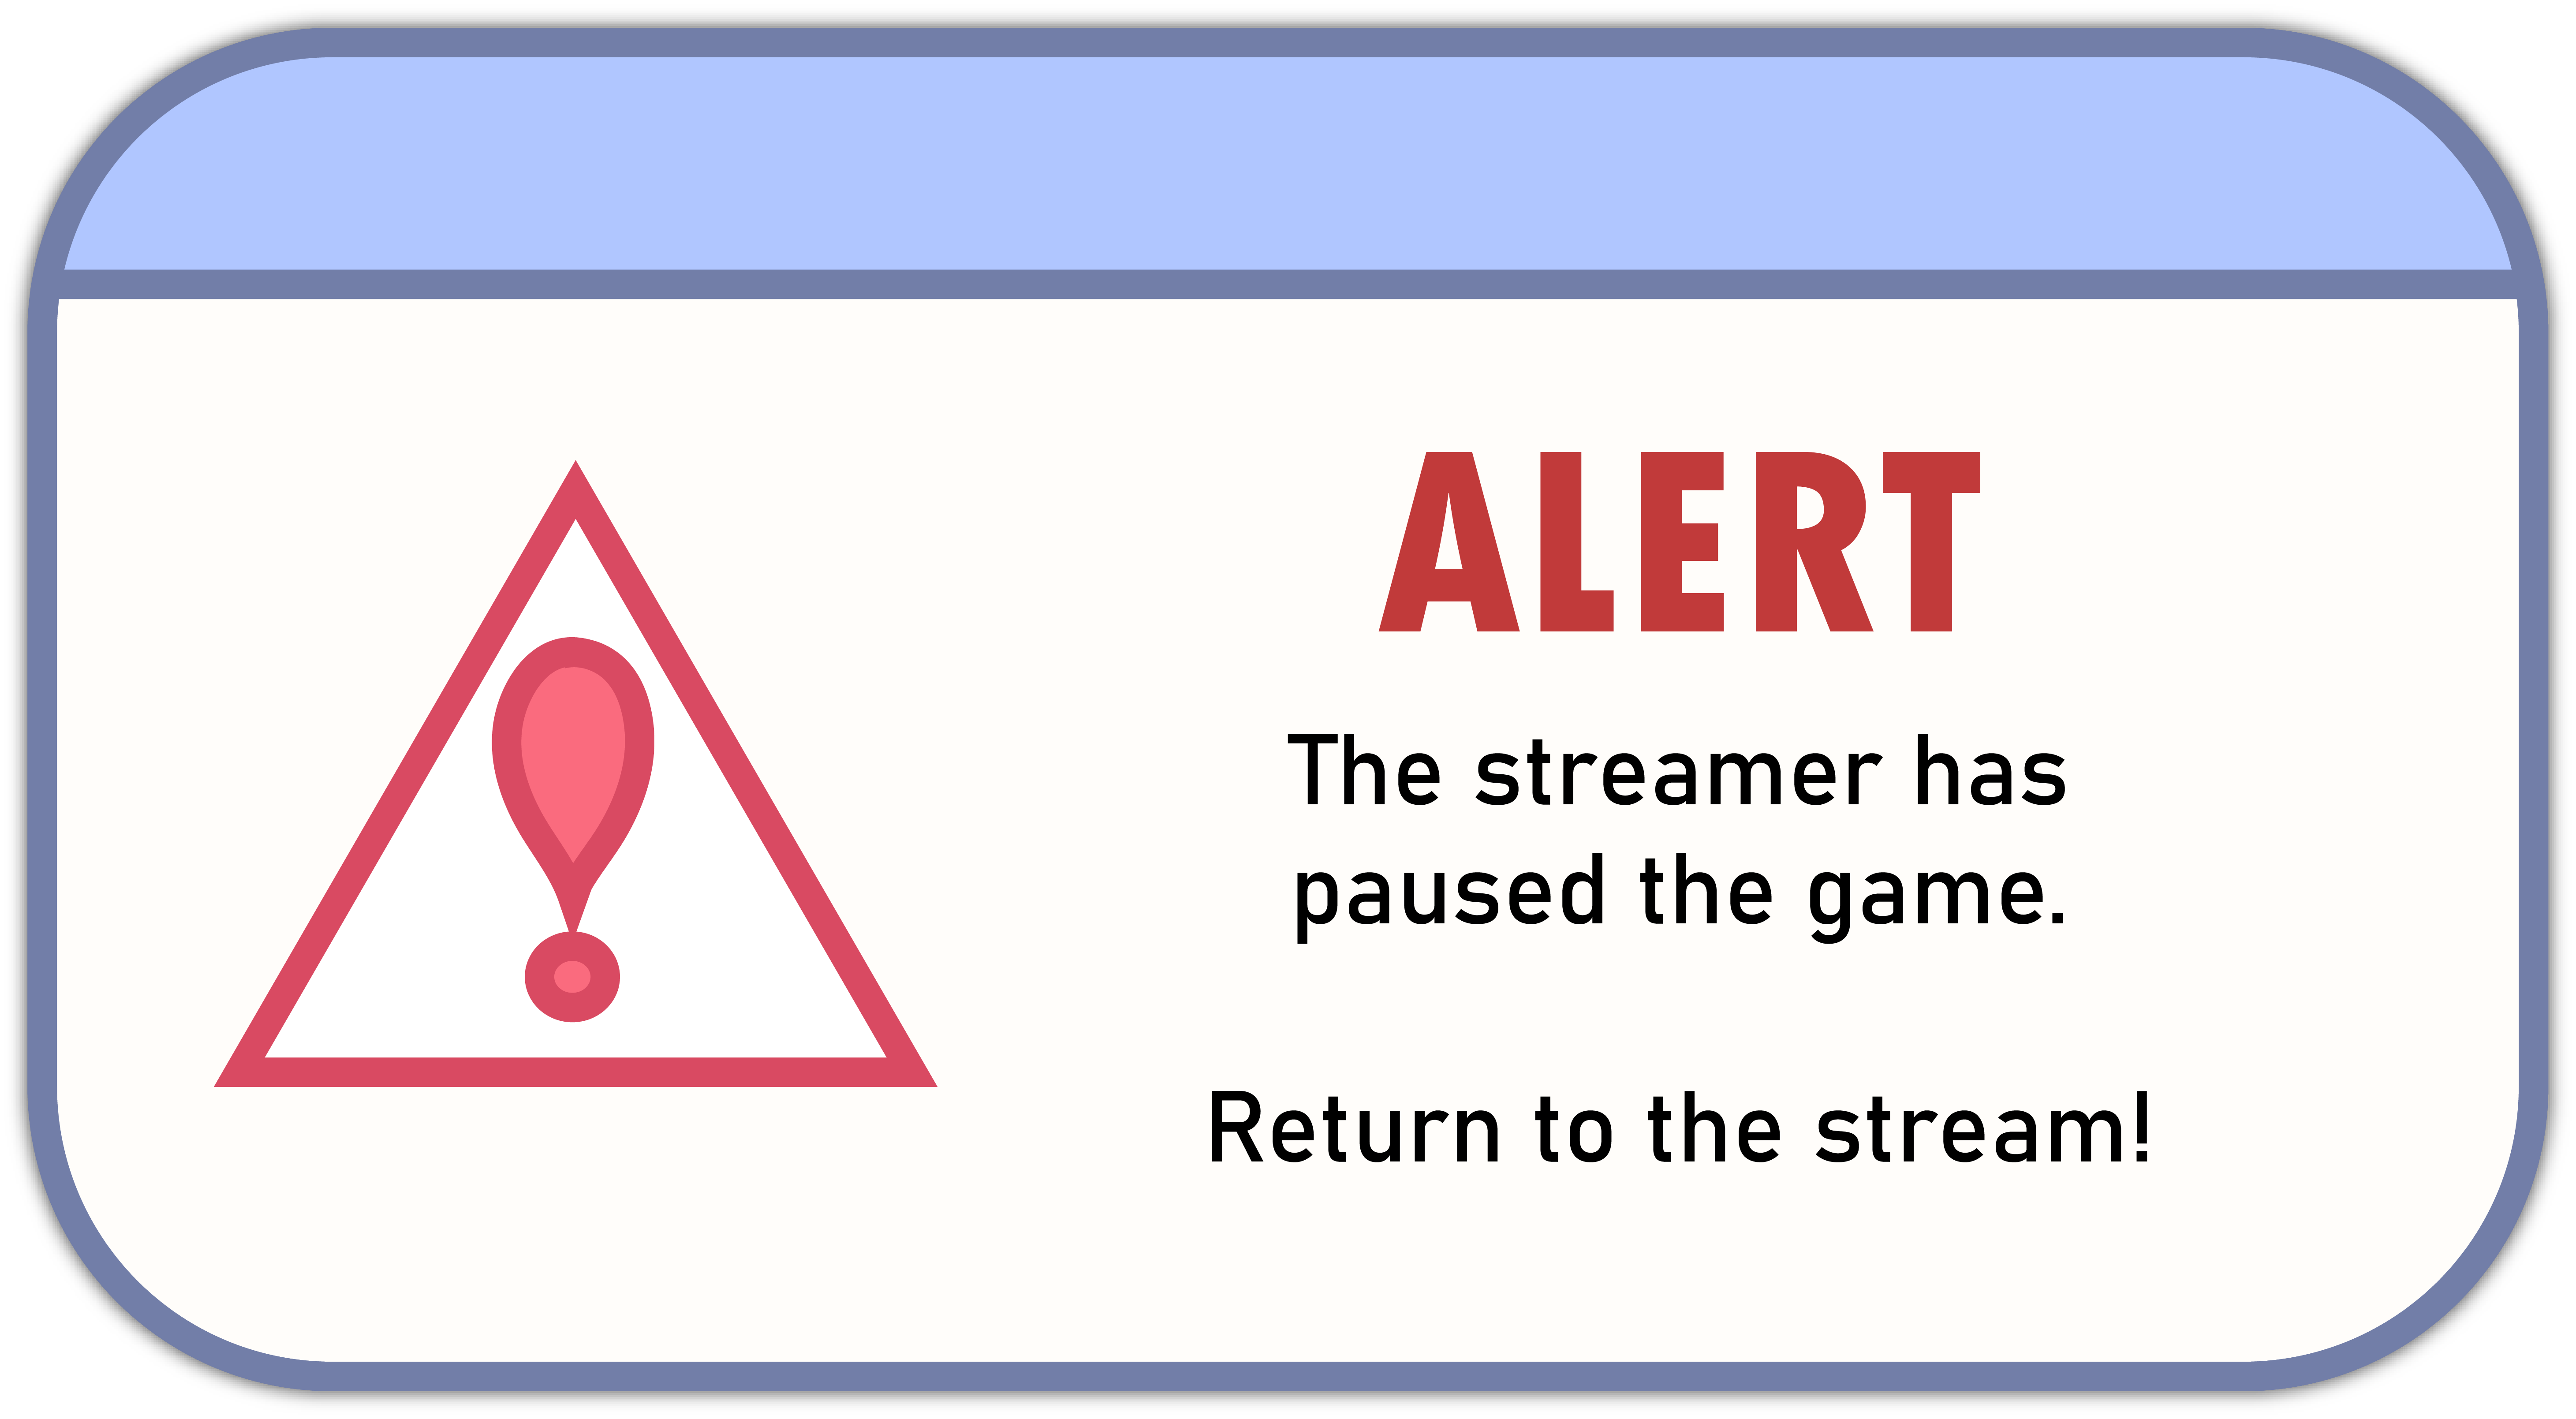 ALERT
The streamer has
paused the game.
Return to the stream!